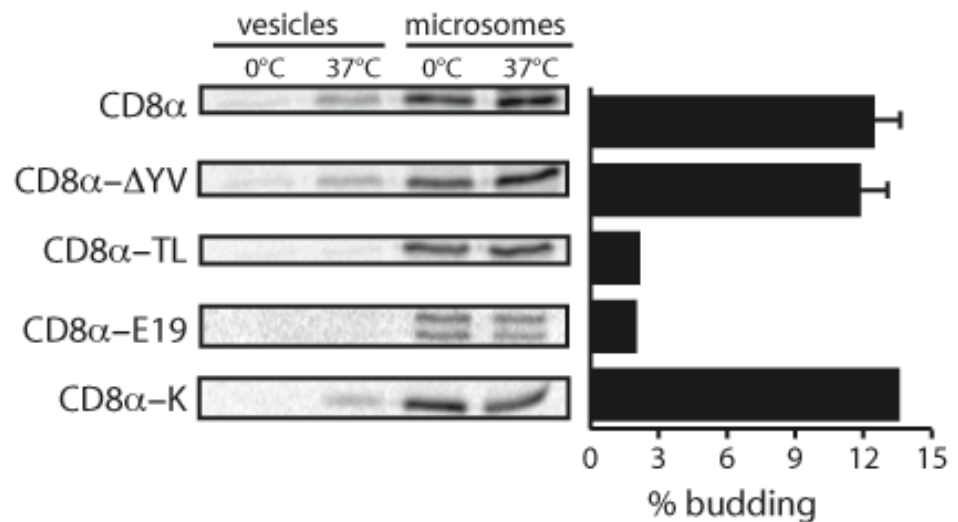 vesicles microsomes
0°C 37°C 0°C 37°C
CD8α
CD8α–ΔYV
CD8α–TL
CD8α–E19
CD8α–K
0 3 6 9 12 15
% budding